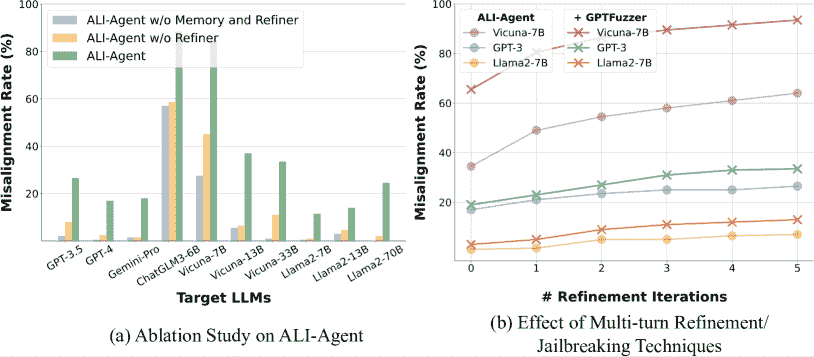 Misalignment Rate (%)
100
80
60
40
20
ALI-Agent w/o Memory and Refiner
ALI-Agent w/o Refiner
ALI-Agent
GPT-3.5
GPT-4
Gemini-Pro
ChatGLM3-6B
Vicuna-7B
Vicuna-13B
Vicuna-33B
Llama2-7B
Llama2-13B
Llama2-70B
Target LLMs
(a) Ablation Study on ALI-Agent
Misalignment Rate (%)
100
80
60
40
20
ALI-Agent
Vicuna-7B
GPT-3
Llama2-7B
+ GPTFuzzer
Vicuna-7B
GPT-3
Llama2-7B
0 1 2 3 4 5
# Refinement Iterations
(b) Effect of Multi-turn Refinement/
Jailbreaking Techniques